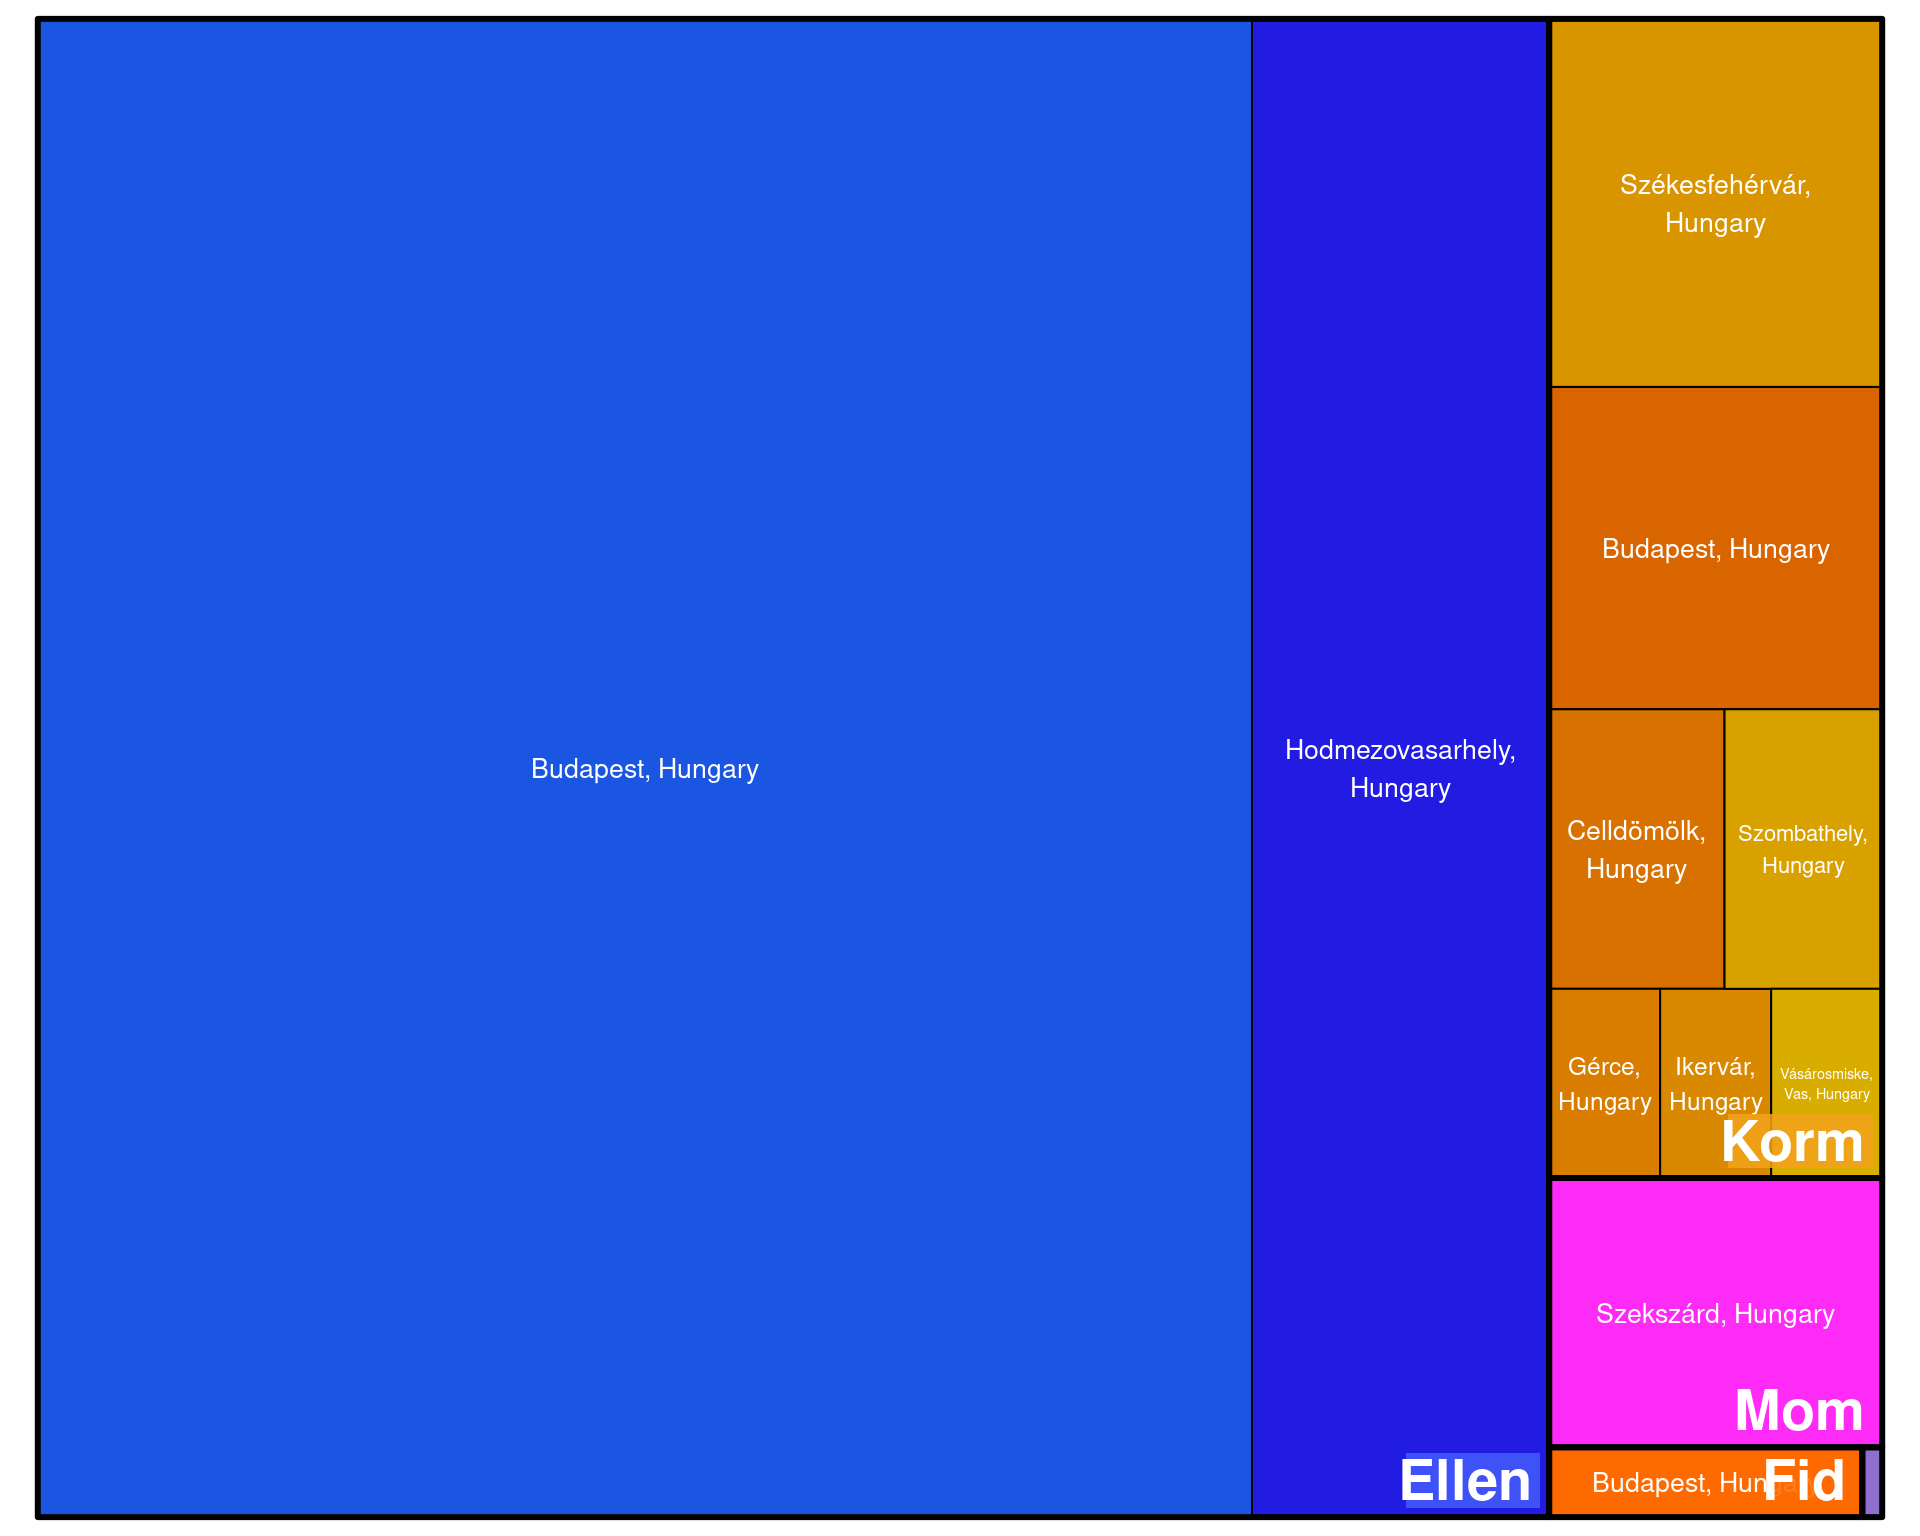 Budapest, Hungary
Hodmezovasarhely,
Hungary
Ellen
Székesfehérvár,
Hungary
Budapest, Hungary
Celldömölk,
Hungary
Szombathely,
Hungary
Gérce,
Hungary
Ikervár,
Hungary
Vásárosmiske,
Vas, Hungary
Korm
Szekszárd, Hungary
Mom
Budapest, Hungary
Fid